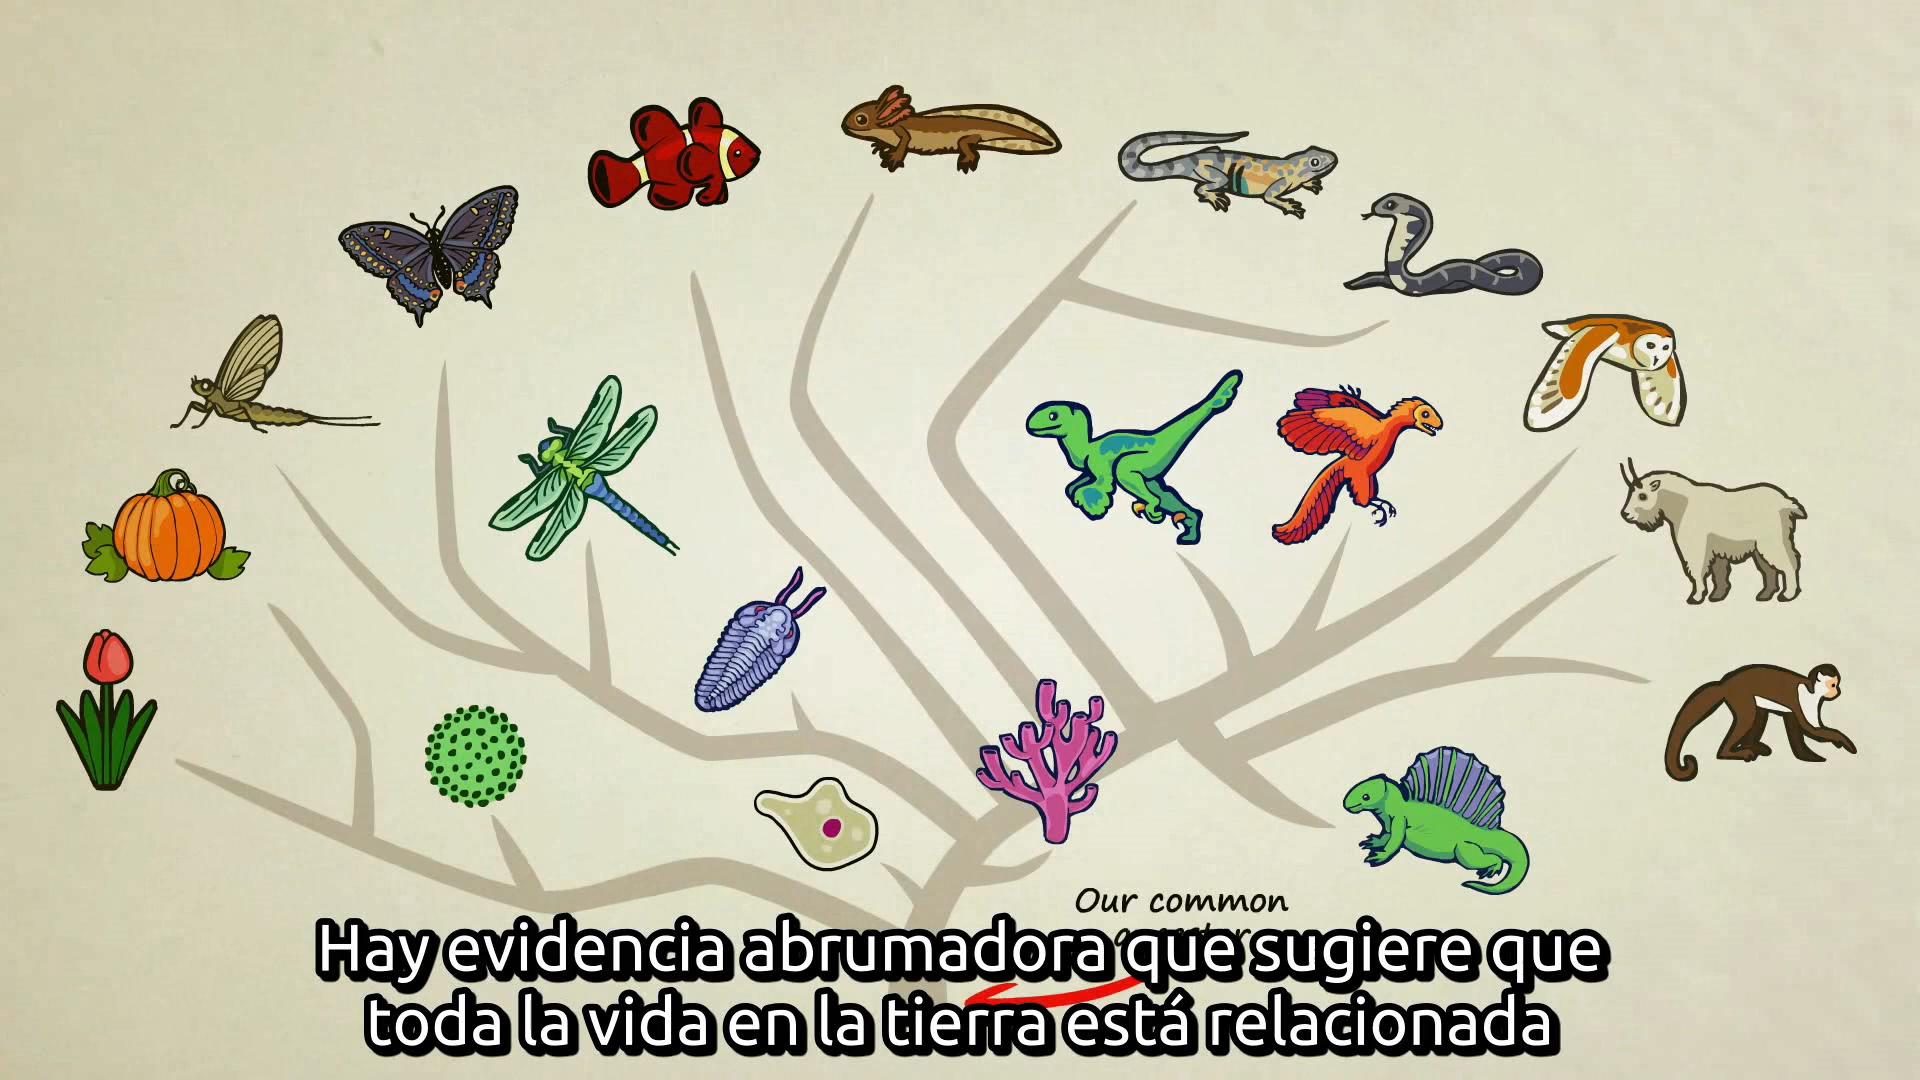 Our common
Hay evidencia abrumadora que sugiere que
toda la vida en la tierra está relacionada